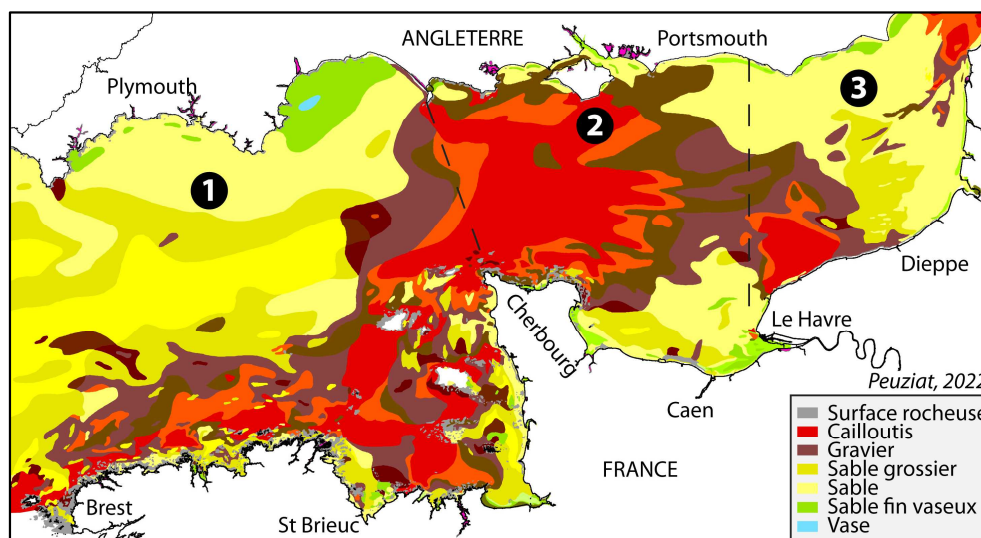 ANGLETERRE
Portsmouth
Plymouth
3
2
1
Dieppe
Cherbourg
Le Havre
Peuziat, 2022
Caen
Surface rocheuse
Cailloutis
Gravier
FRANCE
Sable grossier
Sable
Brest
Sable fin vaseux
St Brieuc
Vase